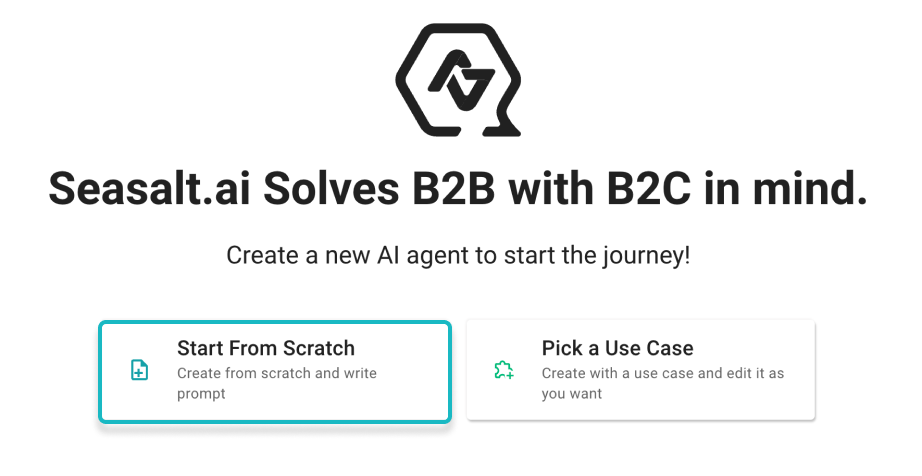 Seasalt.ai Solves B2B with B2C in mind.
Create a new AI agent to start the journey!
Start From Scratch
Create from scratch and write
prompt
Pick a Use Case
Create with a use case and edit it as
you want